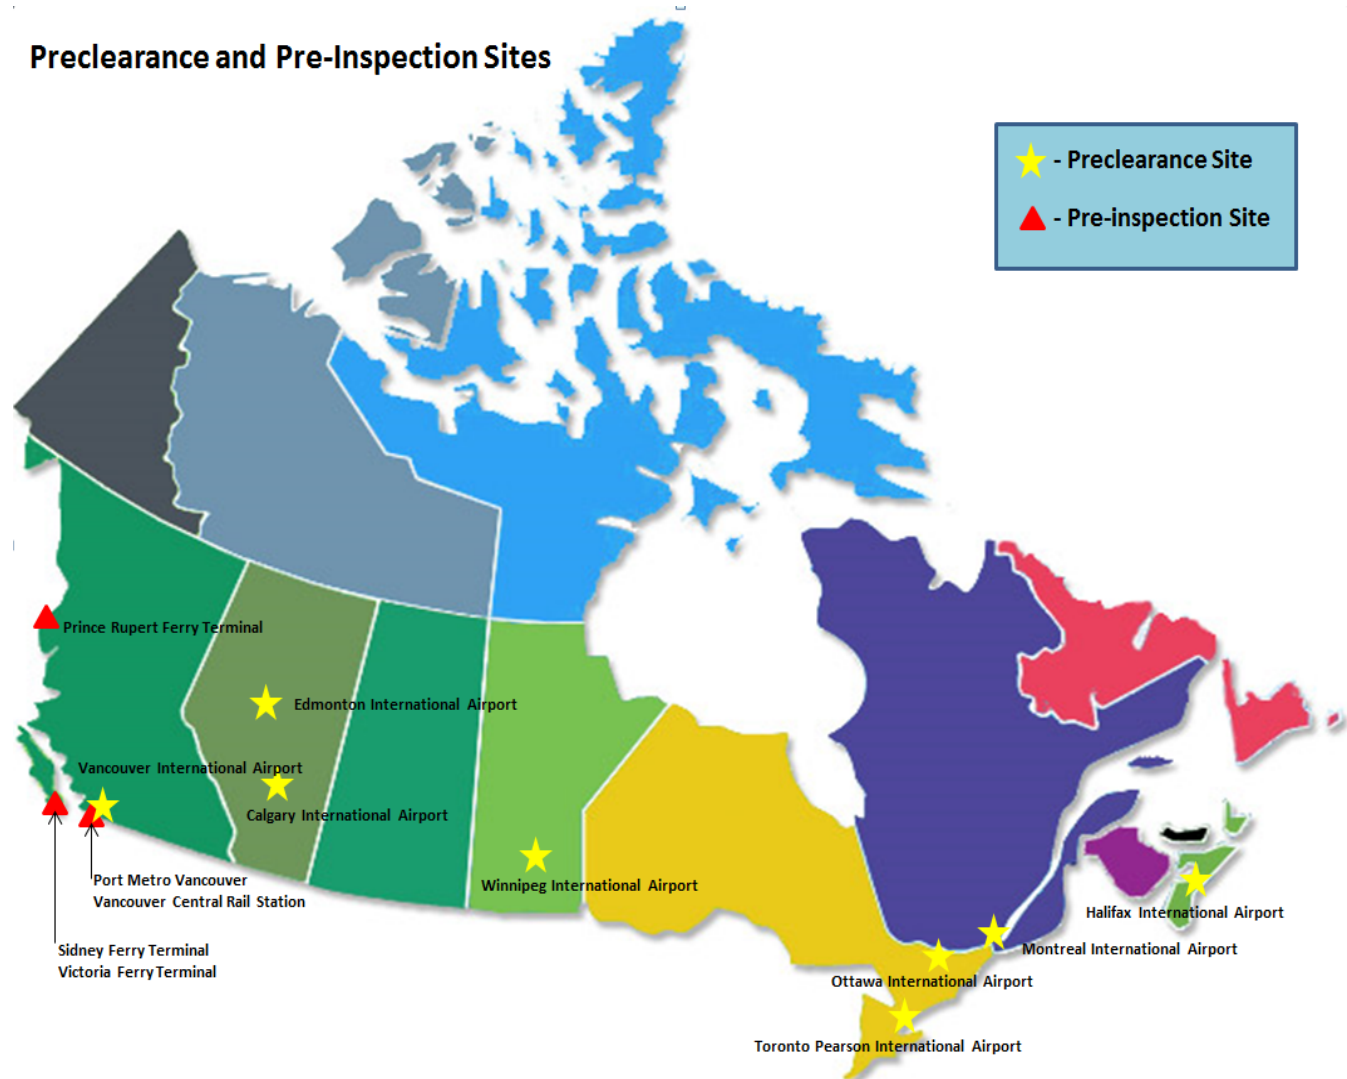 Preclearance and Pre-Inspection Sites
- Preclearance Site
- Pre-inspection Site
Prince Rupert Ferry Terminal
Edmonton International Airport
Vancouver International Airport
Calgary International Airport
Port Metro Vancouver
Vancouver Central Rail Station
Winnipeg International Airport
Halifax International Airport
Sidney Ferry Terminal
Victoria Ferry Terminal
Montreal International Airport
Ottawa International Airport
Toronto Pearson International Airport